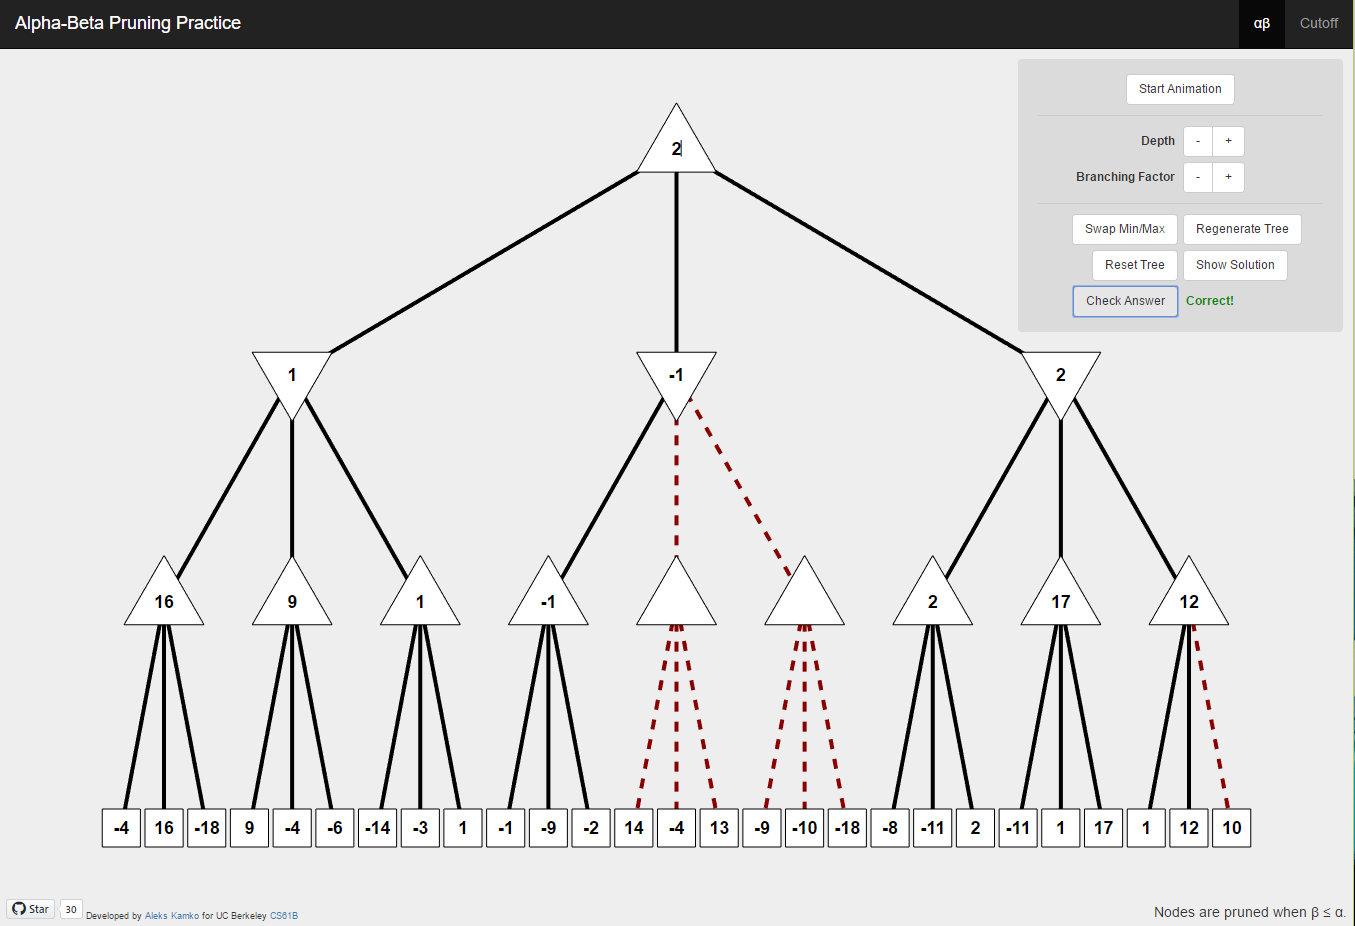 Alpha-Beta Pruning Practice αβ Cutoff
Start Animation
Depth - +
Branching Factor - +
Swap Min/Max Regenerate Tree
Reset Tree Show Solution
Check Answer Correct!
2
1 -1 2
16 9 1 -1 2 17 12
-4 16 -18 9 -4 -6 -14 -3 1 -1 -9 -2 14 -4 13 -9 -10 -18 -8 -11 2 -11 1 17 1 12 10
Star 30 Developed by Aleks Kamko for UC Berkeley CS61B
Nodes are pruned when β ≤ α.